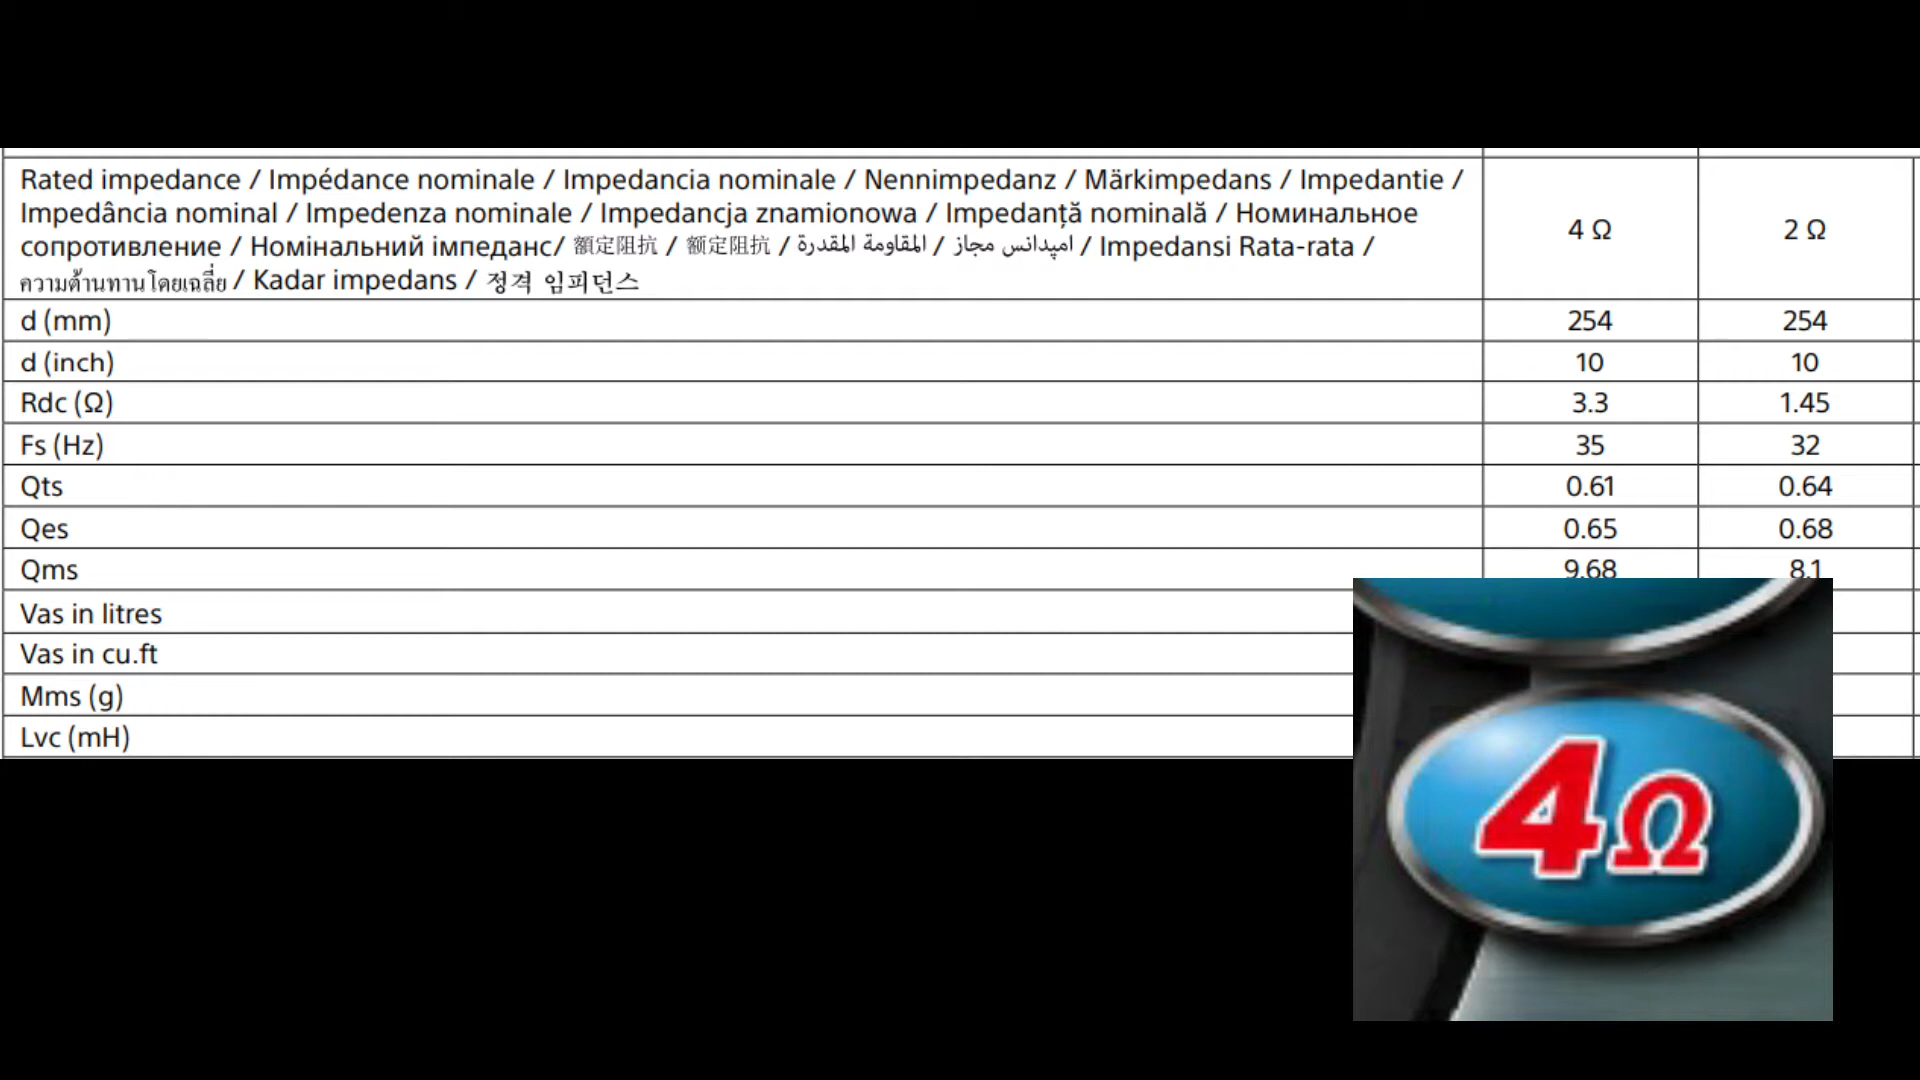 Rated impedance / Impédance nominale / Impedancia nominale / Nennimpedanz / Märkimpedans / Impedantie /
Impedância nominal / Impedenza nominale / Impedancja znamionowa / Impedanță nominală / Номинальное
сопротивление / Номінальний імпеданс/ 額定阻抗 / 额定阻抗 / المقاومة المقدرة / امپدانس مجاز / Impedansi Rata-rata /
ความต้านทานโดยเฉลี่ย / Kadar impedans / 정격 임피던스
4 Ω 2 Ω
d (mm) 254 254
d (inch) 10 10
Rdc (Ω) 3.3 1.45
Fs (Hz) 35 32
Qts 0.61 0.64
Qes 0.65 0.68
Qms 9.68 8.1
Vas in litres
Vas in cu.ft
Mms (g)
Lvc (mH)
4Ω